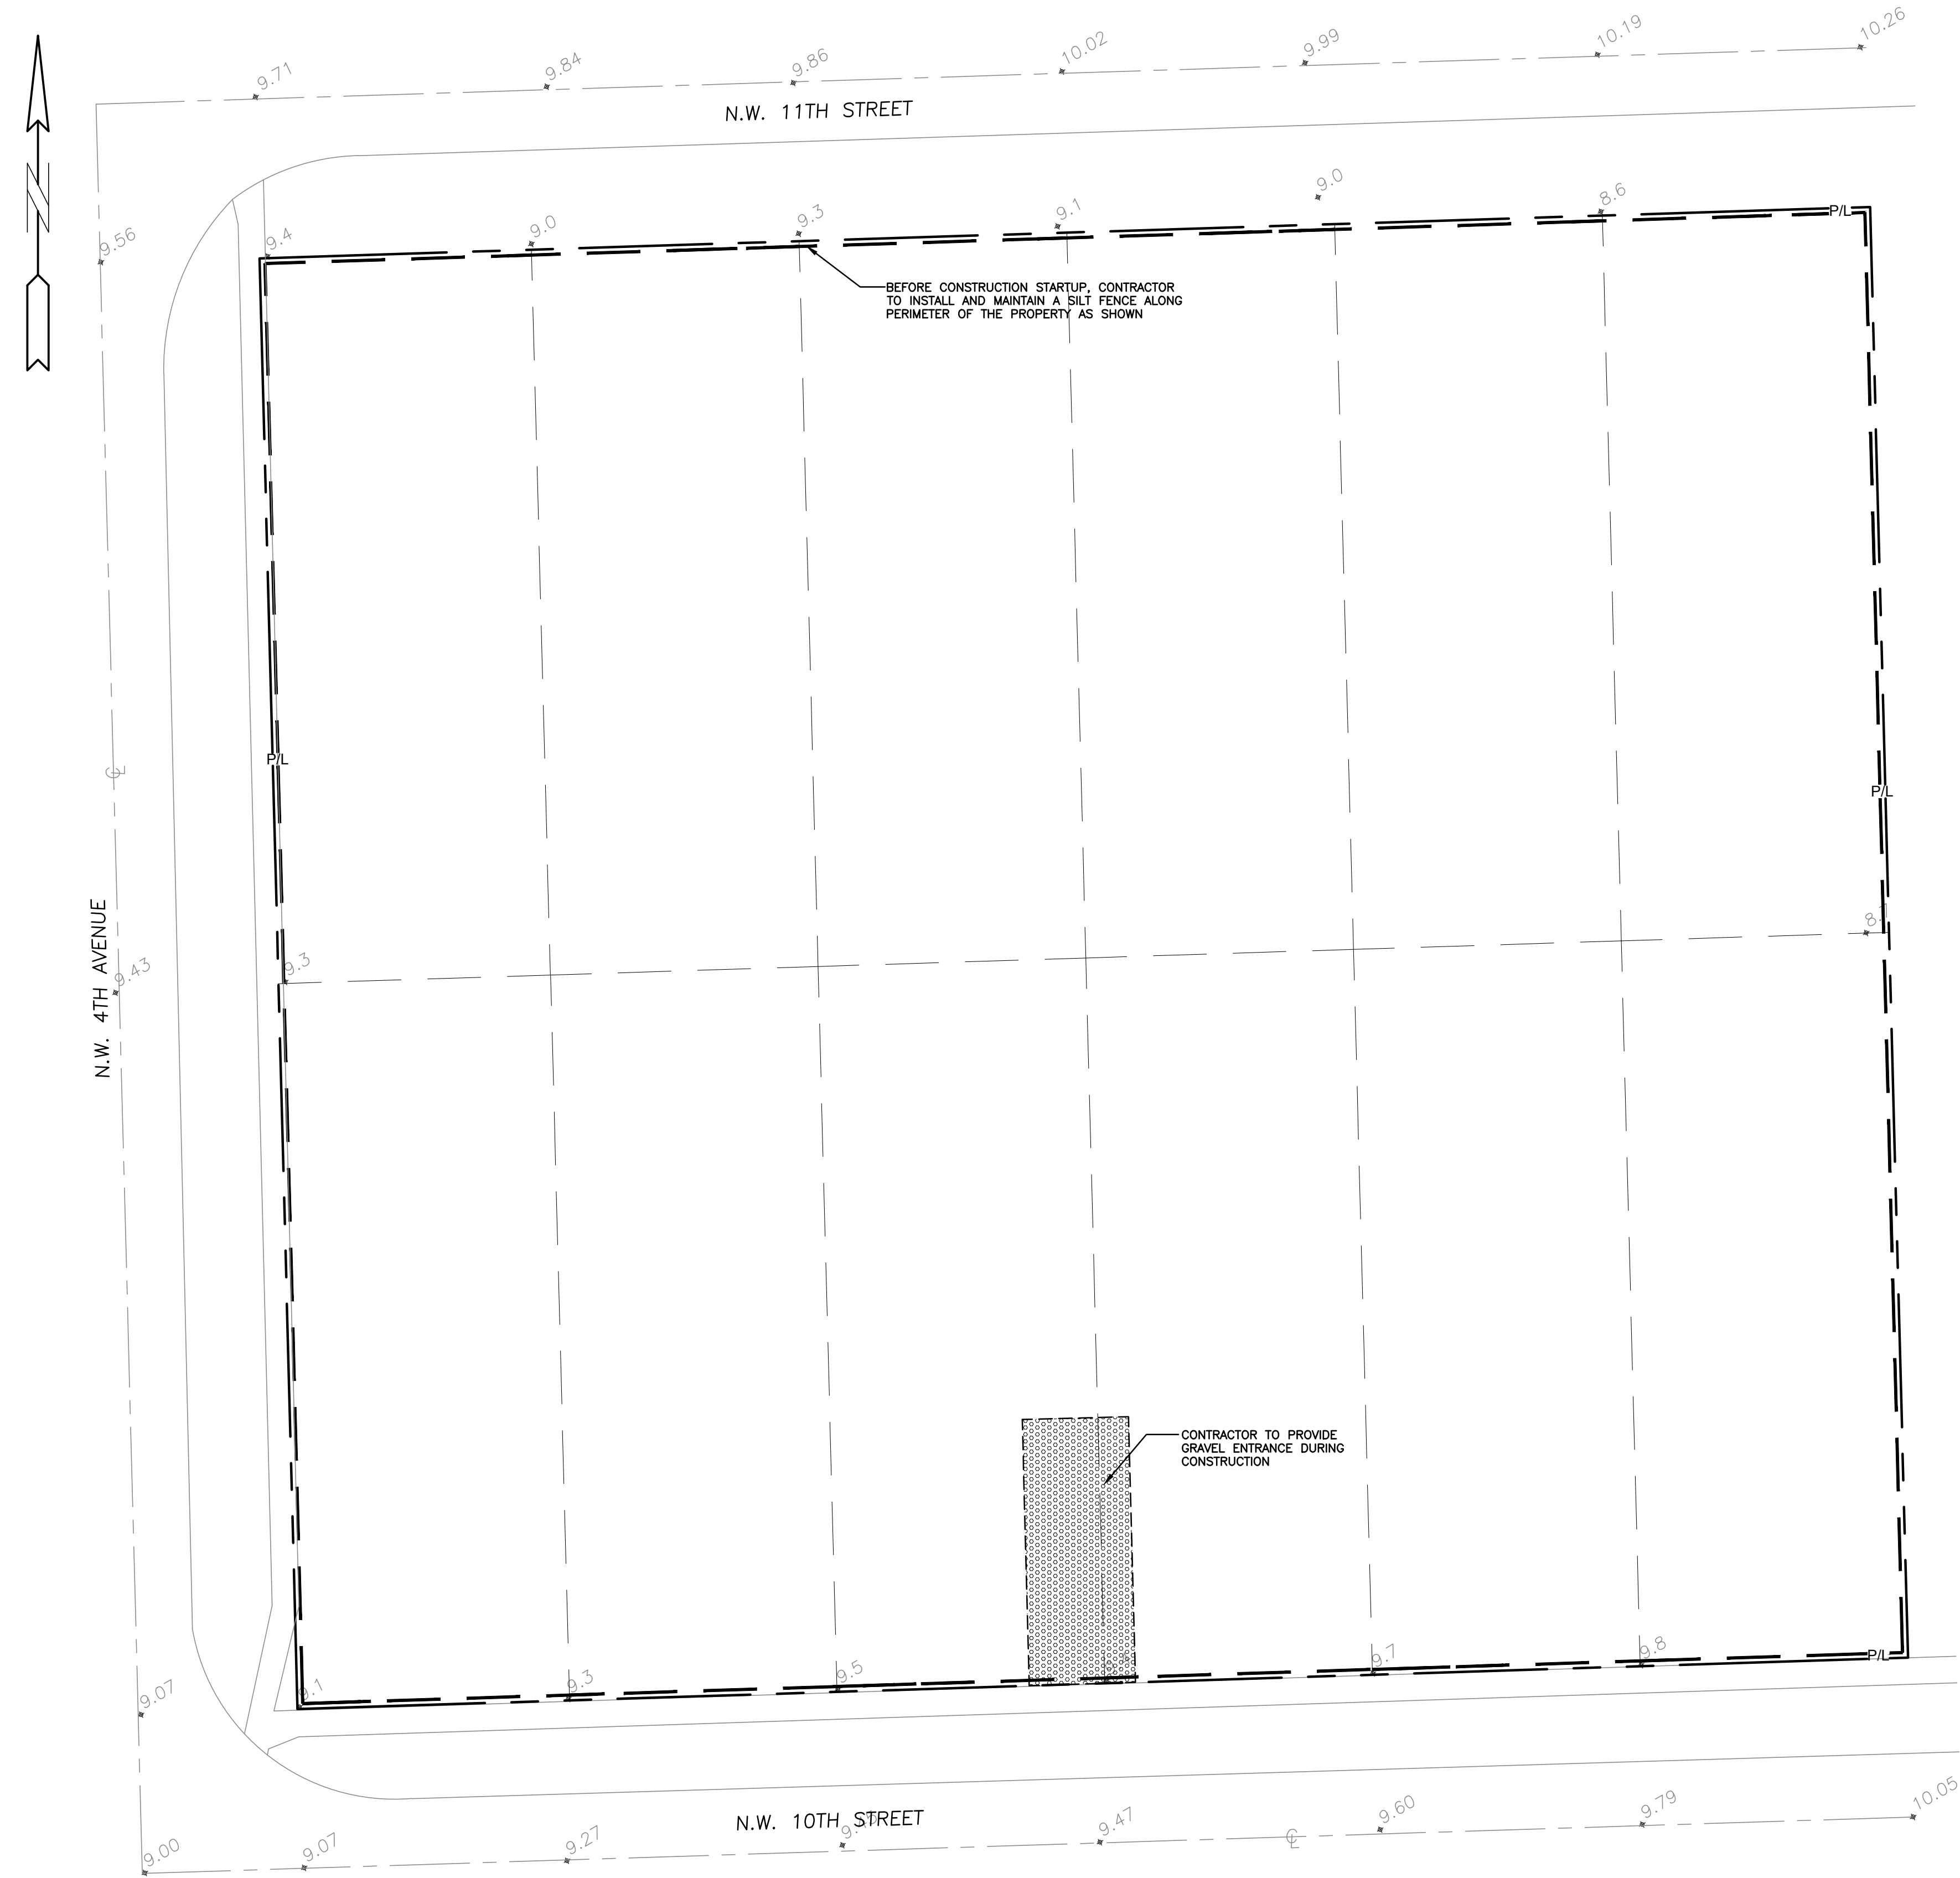 9.71
9.84
9.86
10.02
9.99
10.19
10.26
N.W. 11TH STREET
N
9.56
9.4
9.0
9.3
9.1
9.0
8.6
P/L
BEFORE CONSTRUCTION STARTUP, CONTRACTOR
TO INSTALL AND MAINTAIN A SILT FENCE ALONG
PERIMETER OF THE PROPERTY AS SHOWN
P/L
P/L
N.W. 4TH AVENUE
9.43
9.3
CONTRACTOR TO PROVIDE
GRAVEL ENTRANCE DURING
CONSTRUCTION
9.07
9.1
9.3
9.5
9.7
9.8
P/L
N.W. 10TH STREET
9.00
9.07
9.27
9.47
9.60
9.79
10.05